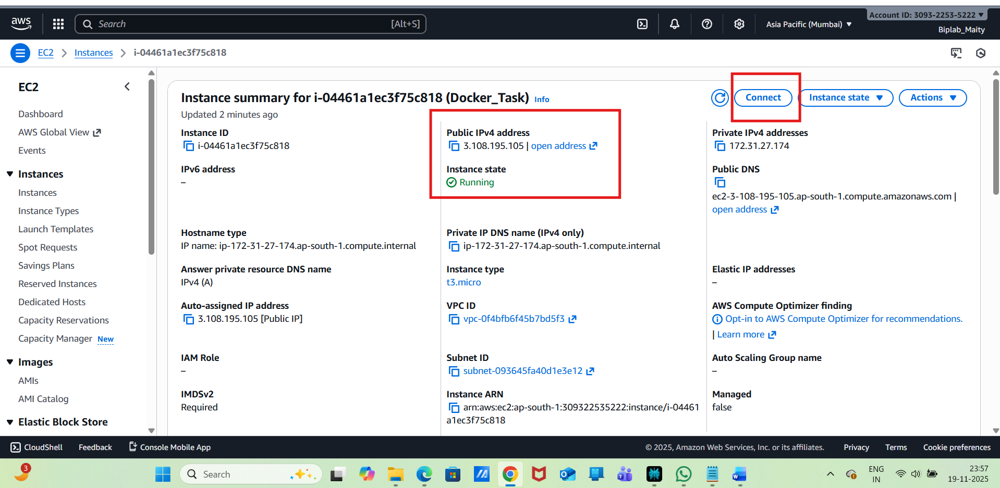 aws
Search
[Alt+S]
Asia Pacific (Mumbai)
Account ID: 3093-2253-5222
Biplab_Maity
EC2
Instances
i-04461a1ec3f75c818
EC2
Dashboard
AWS Global View
Events
Instances
Instances
Instance Types
Launch Templates
Spot Requests
Savings Plans
Reserved Instances
Dedicated Hosts
Capacity Reservations
Capacity Manager New
Images
AMIs
AMI Catalog
Elastic Block Store
Instance summary for i-04461a1ec3f75c818 (Docker_Task) Info
Updated 2 minutes ago
Connect
Instance state
Actions
Instance ID
i-04461a1ec3f75c818
Public IPv4 address
3.108.195.105 | open address
Private IPv4 addresses
172.31.27.174
IPv6 address
–
Instance state
Running
Public DNS
ec2-3-108-195-105.ap-south-1.compute.amazonaws.com |
open address
Hostname type
IP name: ip-172-31-27-174.ap-south-1.compute.internal
Private IP DNS name (IPv4 only)
ip-172-31-27-174.ap-south-1.compute.internal
Answer private resource DNS name
IPv4 (A)
Instance type
t3.micro
Elastic IP addresses
–
Auto-assigned IP address
3.108.195.105 [Public IP]
VPC ID
vpc-0f4bfb6f45b7bd5f3
AWS Compute Optimizer finding
Opt-in to AWS Compute Optimizer for recommendations.
| Learn more
IAM Role
–
Subnet ID
subnet-093645fa40d1e3e12
Auto Scaling Group name
–
IMDSv2
Required
Instance ARN
arn:aws:ec2:ap-south-1:309322535222:instance/i-04461
a1ec3f75c818
Managed
false
CloudShell
Feedback
Console Mobile App
© 2025, Amazon Web Services, Inc. or its affiliates.
Privacy
Terms
Cookie preferences
3
Search
ENG
IN
23:57
19-11-2025